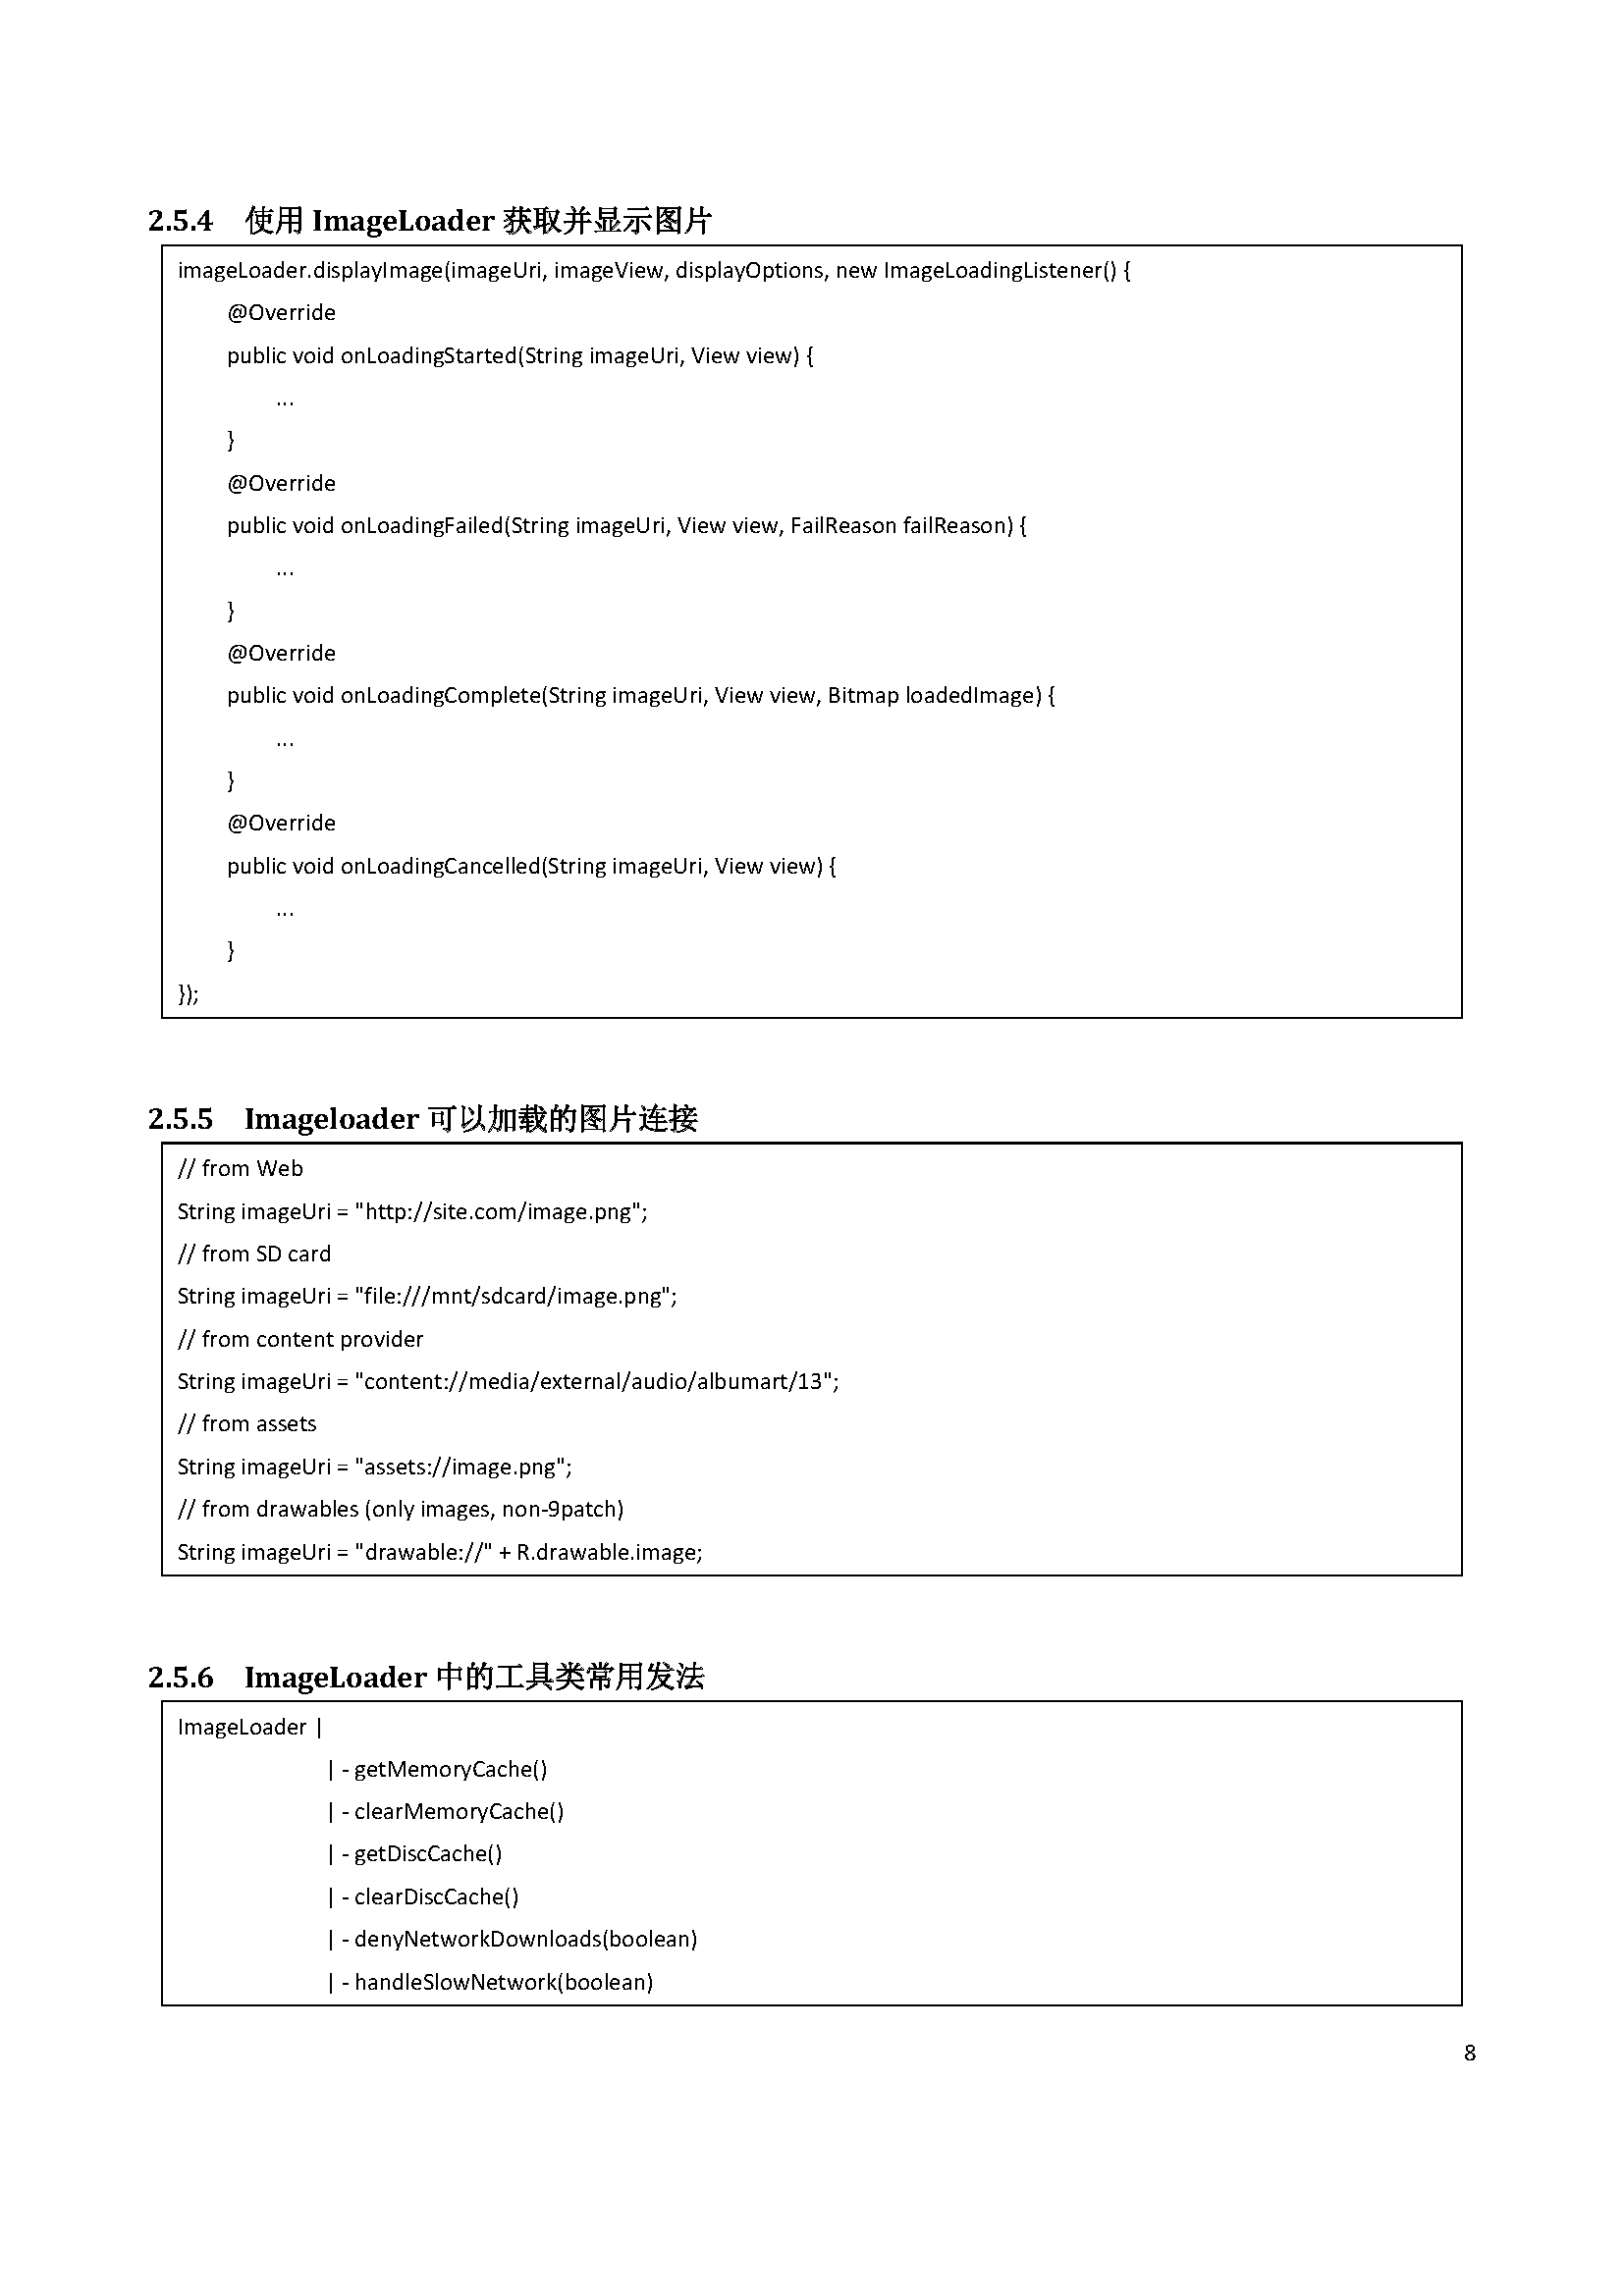 2.5.4 使用 ImageLoader 获取并显示图片
imageLoader.displayImage(imageUri, imageView, displayOptions, new ImageLoadingListener() {
@Override
public void onLoadingStarted(String imageUri, View view) {
...
}
@Override
public void onLoadingFailed(String imageUri, View view, FailReason failReason) {
...
}
@Override
public void onLoadingComplete(String imageUri, View view, Bitmap loadedImage) {
...
}
@Override
public void onLoadingCancelled(String imageUri, View view) {
...
}
});
2.5.5 Imageloader 可以加载的图片连接
// from Web
String imageUri = "http://site.com/image.png";
// from SD card
String imageUri = "file:///mnt/sdcard/image.png";
// from content provider
String imageUri = "content://media/external/audio/albumart/13";
// from assets
String imageUri = "assets://image.png";
// from drawables (only images, non-9patch)
String imageUri = "drawable://" + R.drawable.image;
2.5.6 ImageLoader 中的工具类常用发法
ImageLoader |
| - getMemoryCache()
| - clearMemoryCache()
| - getDiscCache()
| - clearDiscCache()
| - denyNetworkDownloads(boolean)
| - handleSlowNetwork(boolean)
8